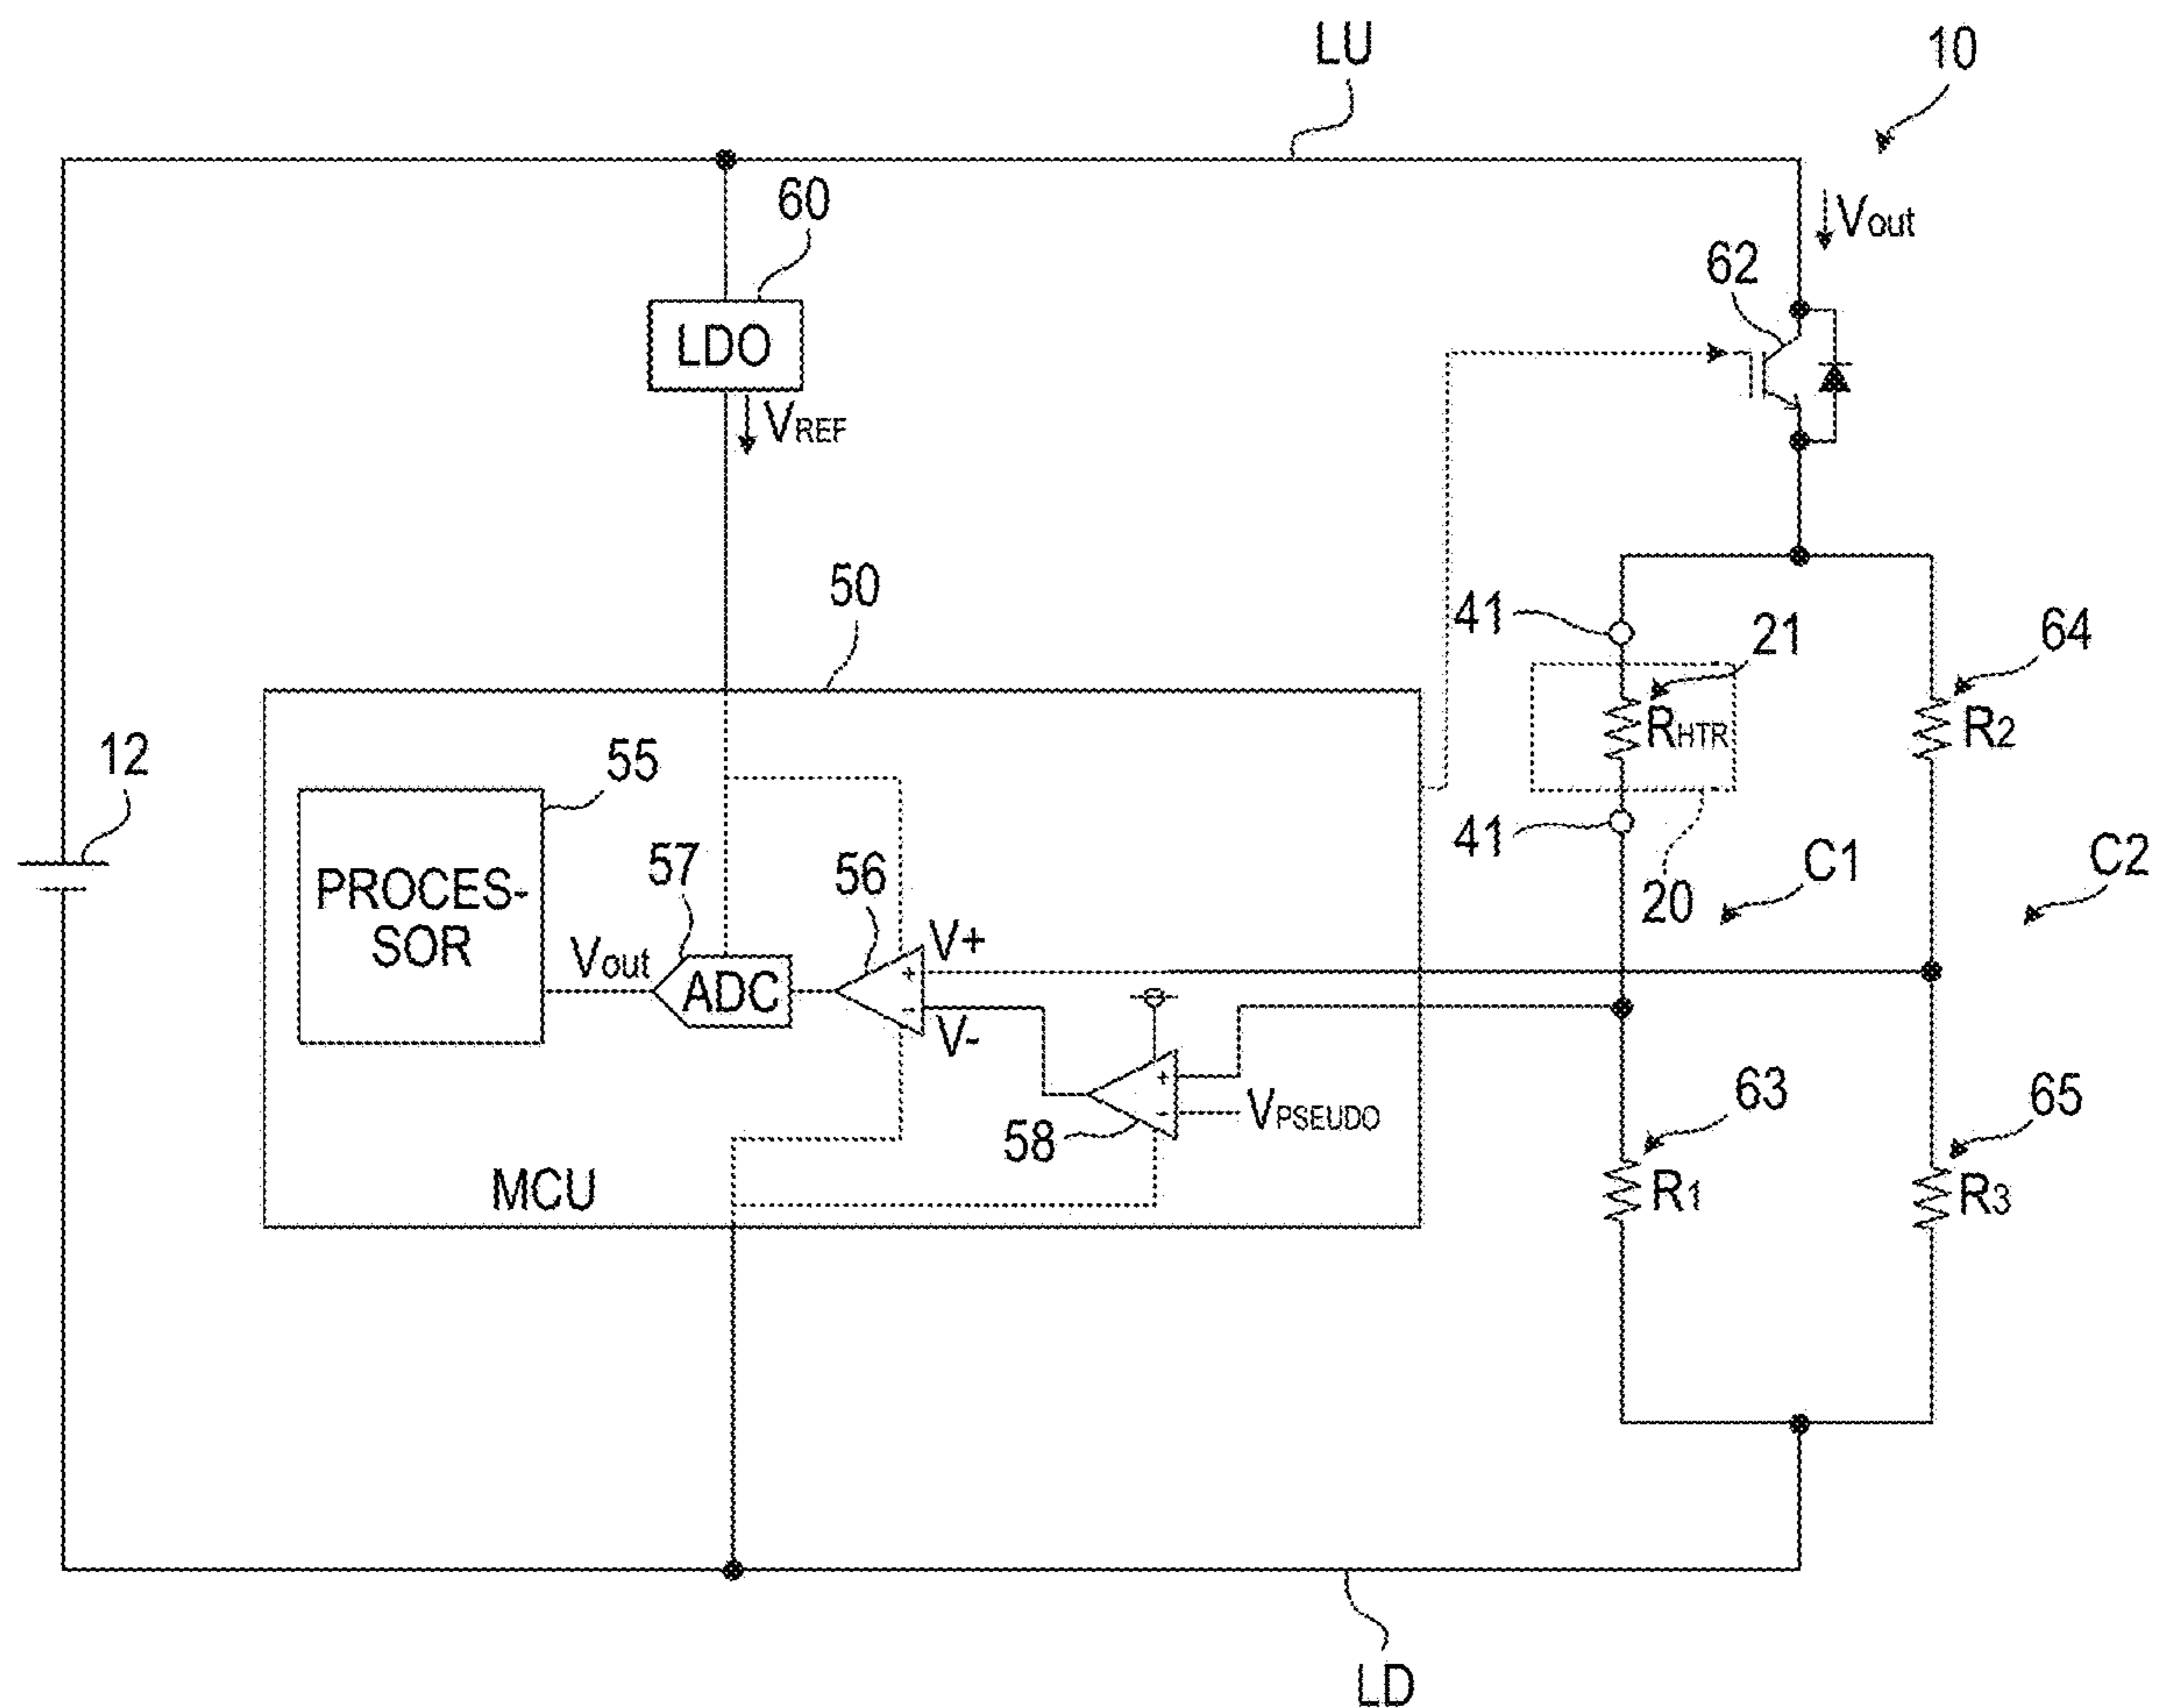 LU
10
60
Vout
62
LDO
VREF
50
41
21
64
RHTR
R2
12
55
PROCES-
SOR
57
56
41
C1
C2
20
V+
Vout
ADC
+
-
V-
+
-
VPSEUDO
58
63
65
MCU
R1
R3
LD